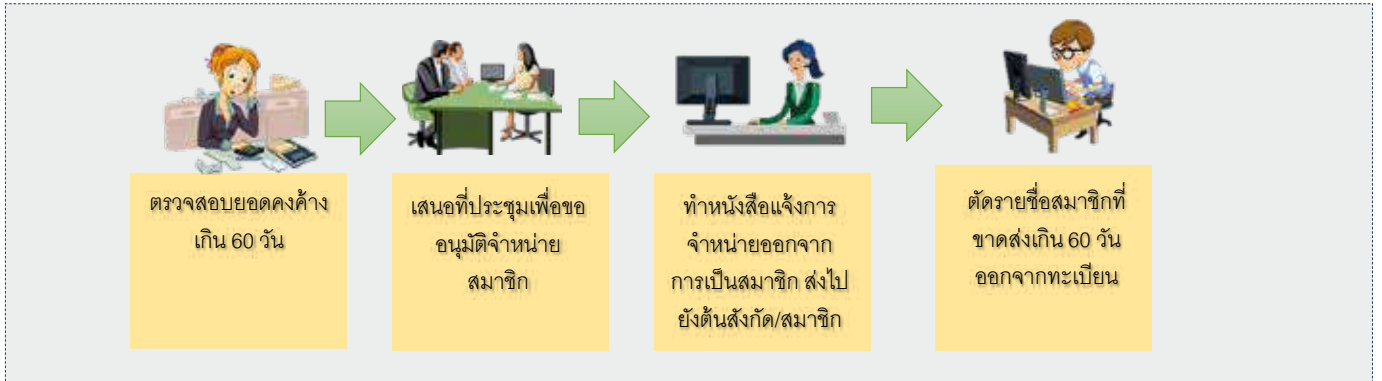 ตรวจสอบยอดคงค้าง
เกิน 60 วัน
เสนอที่ประชุมเพื่อขอ
อนุมัติจำหน่าย
สมาชิก
ทำหนังสือแจ้งการ
จำหน่ายออกจาก
การเป็นสมาชิก ส่งไป
ยังต้นสังกัด/สมาชิก
ตัดรายชื่อสมาชิกที่
ขาดส่งเกิน 60 วัน
ออกจากทะเบียน